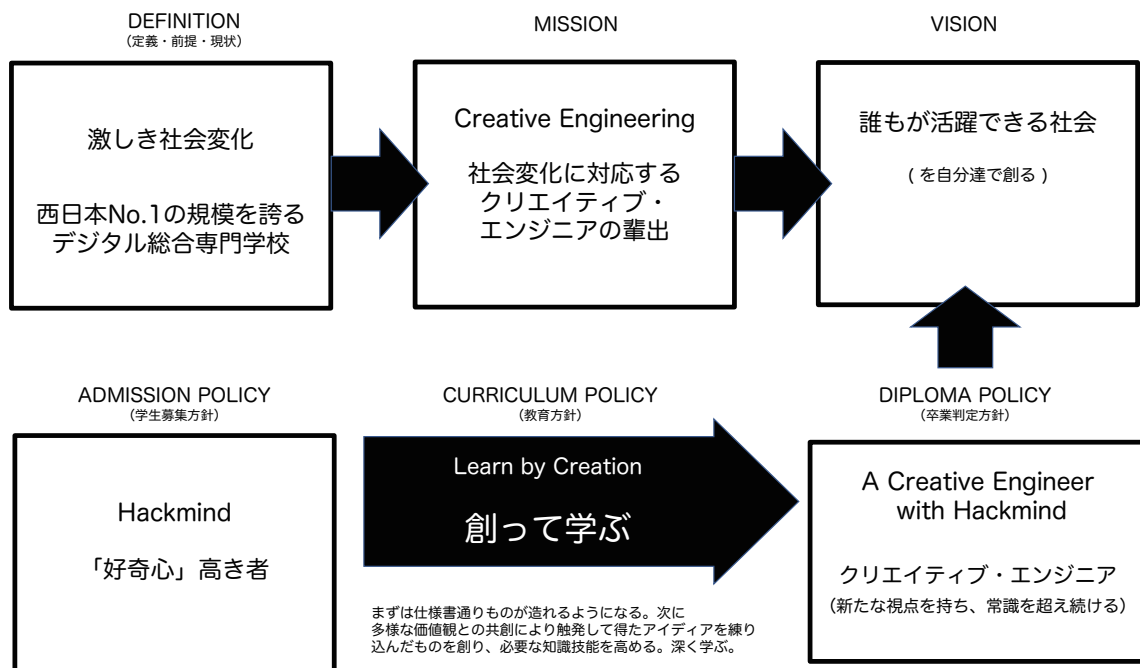 DEFINITION
（定義・前提・現状）
激しき社会変化
西日本No.1の規模を誇る
デジタル総合専門学校
MISSION
Creative Engineering
社会変化に対応する
クリエイティブ・
エンジニアの輩出
VISION
誰もが活躍できる社会
( を自分達で創る )
ADMISSION POLICY
（学生募集方針）
Hackmind
「好奇心」高き者
CURRICULUM POLICY
（教育方針）
Learn by Creation
創って学ぶ
まずは仕様書通りものが造れるようになる。次に
多様な価値観との共創により触発して得たアイディアを練り
込んだものを創り、必要な知識技能を高める。深く学ぶ。
DIPLOMA POLICY
（卒業判定方針）
A Creative Engineer
with Hackmind
クリエイティブ・エンジニア
（新たな視点を持ち、常識を超え続ける）